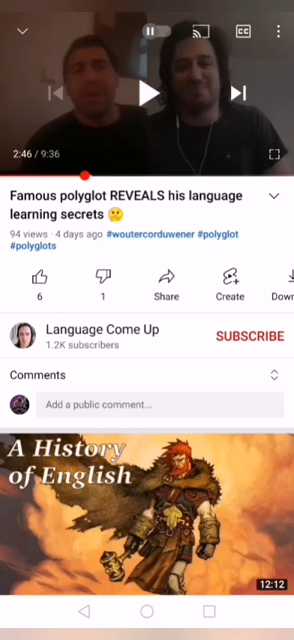 CC
2:46 / 9:36
Famous polyglot REVEALS his language
learning secrets 🤫
94 views · 4 days ago #woutercorduwener #polyglot
#polyglots
6
1
Share
Create
Down
Language Come Up
1.2K subscribers
SUBSCRIBE
Comments
Add a public comment...
A History
of English
12:12